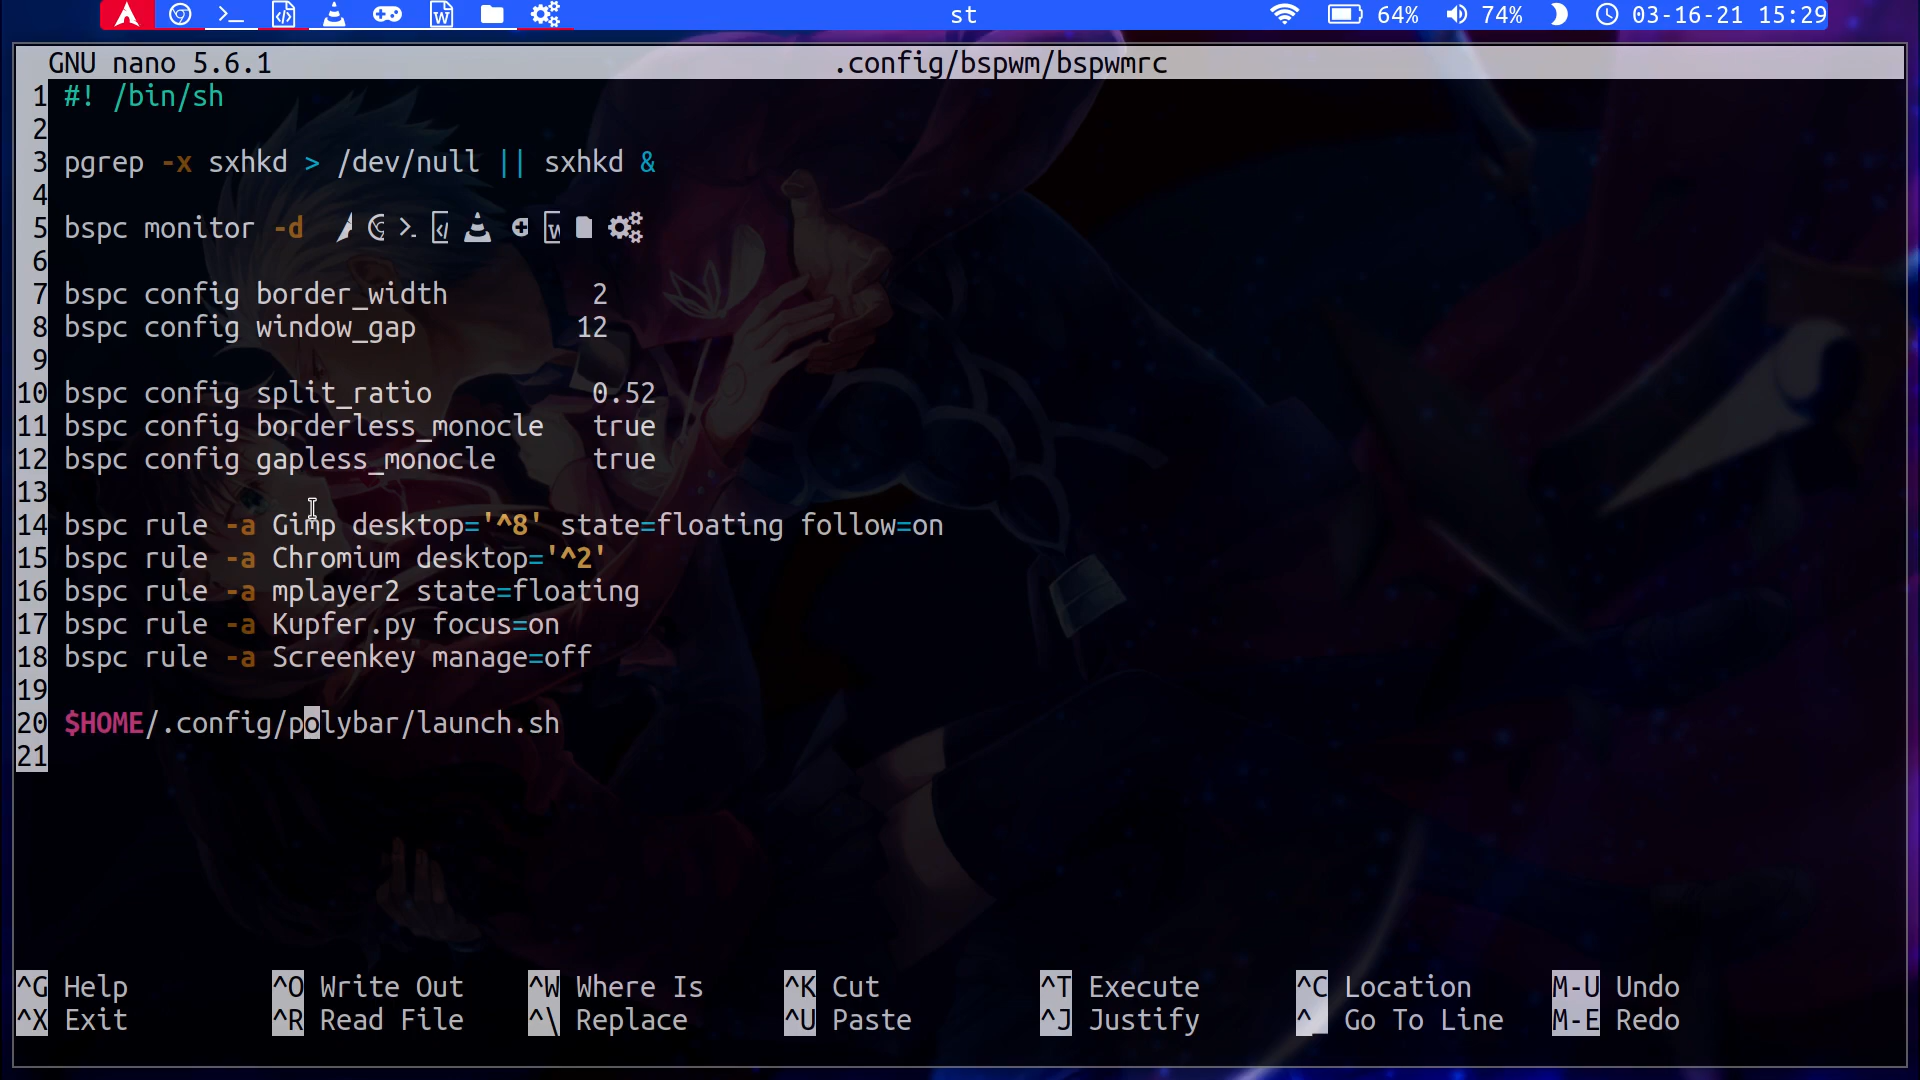 st 64% 74% 03-16-21 15:29
GNU nano 5.6.1 .config/bspwm/bspwmrc
1 #! /bin/sh
2
3 pgrep -x sxhkd > /dev/null || sxhkd &
4
5 bspc monitor -d
6
7 bspc config border_width 2
8 bspc config window_gap 12
9
10 bspc config split_ratio 0.52
11 bspc config borderless_monocle true
12 bspc config gapless_monocle true
13
14 bspc rule -a Gimp desktop='^8' state=floating follow=on
15 bspc rule -a Chromium desktop='^2'
16 bspc rule -a mplayer2 state=floating
17 bspc rule -a Kupfer.py focus=on
18 bspc rule -a Screenkey manage=off
19
20 $HOME/.config/polybar/launch.sh
21
^G Help ^O Write Out ^W Where Is ^K Cut ^T Execute ^C Location M-U Undo
^X Exit ^R Read File ^\ Replace ^U Paste ^J Justify ^_ Go To Line M-E Redo